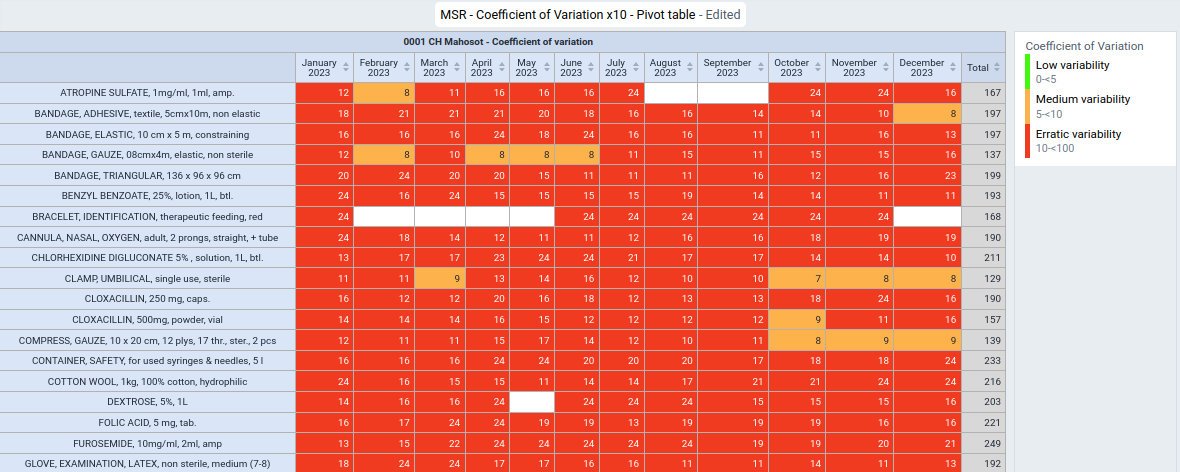 MSR - Coefficient of Variation x10 - Pivot table - Edited
0001 CH Mahosot - Coefficient of variation
January 2023 February 2023 March 2023 April 2023 May 2023 June 2023 July 2023 August 2023 September 2023 October 2023 November 2023 December 2023 Total
ATROPINE SULFATE, 1mg/ml, 1ml, amp. 12 8 11 16 16 16 24 24 24 16 167
BANDAGE, ADHESIVE, textile, 5cmx10m, non elastic 18 21 21 21 20 18 16 16 14 14 10 8 197
BANDAGE, ELASTIC, 10 cm x 5 m, constraining 16 16 16 24 18 24 16 16 11 11 16 13 197
BANDAGE, GAUZE, 08cmx4m, elastic, non sterile 12 8 10 8 8 8 11 15 11 15 15 16 137
BANDAGE, TRIANGULAR, 136 x 96 x 96 cm 20 24 20 20 15 11 11 11 16 12 16 23 199
BENZYL BENZOATE, 25%, lotion, 1L, btl. 24 16 24 15 15 15 15 19 14 14 11 11 193
BRACELET, IDENTIFICATION, therapeutic feeding, red 24 24 24 24 24 24 24 168
CANNULA, NASAL, OXYGEN, adult, 2 prongs, straight, + tube 24 18 14 12 11 11 12 16 16 18 19 19 190
CHLORHEXIDINE DIGLUCONATE 5% , solution, 1L, btl. 13 17 17 23 24 24 21 17 17 14 14 10 211
CLAMP, UMBILICAL, single use, sterile 11 11 9 13 14 16 12 10 10 7 8 8 129
CLOXACILLIN, 250 mg, caps. 16 12 12 20 16 18 12 13 13 18 24 16 190
CLOXACILLIN, 500mg, powder, vial 14 14 14 16 15 12 12 12 12 9 11 16 157
COMPRESS, GAUZE, 10 x 20 cm, 12 plys, 17 thr., ster., 2 pcs 12 11 11 15 17 14 12 10 11 8 9 9 139
CONTAINER, SAFETY, for used syringes & needles, 5 l 16 16 16 24 24 20 20 20 17 18 18 24 233
COTTON WOOL, 1kg, 100% cotton, hydrophilic 24 16 15 15 11 14 14 17 21 21 24 24 216
DEXTROSE, 5%, 1L 14 16 16 24 24 24 24 15 15 15 16 203
FOLIC ACID, 5 mg, tab. 16 17 24 24 19 19 13 19 19 19 16 16 221
FUROSEMIDE, 10mg/ml, 2ml, amp 13 15 22 24 24 24 24 24 19 19 20 21 249
GLOVE, EXAMINATION, LATEX, non sterile, medium (7-8) 18 24 24 17 17 16 16 11 11 14 11 13 192
Coefficient of Variation
Low variability
0-<5
Medium variability
5-<10
Erratic variability
10-<100